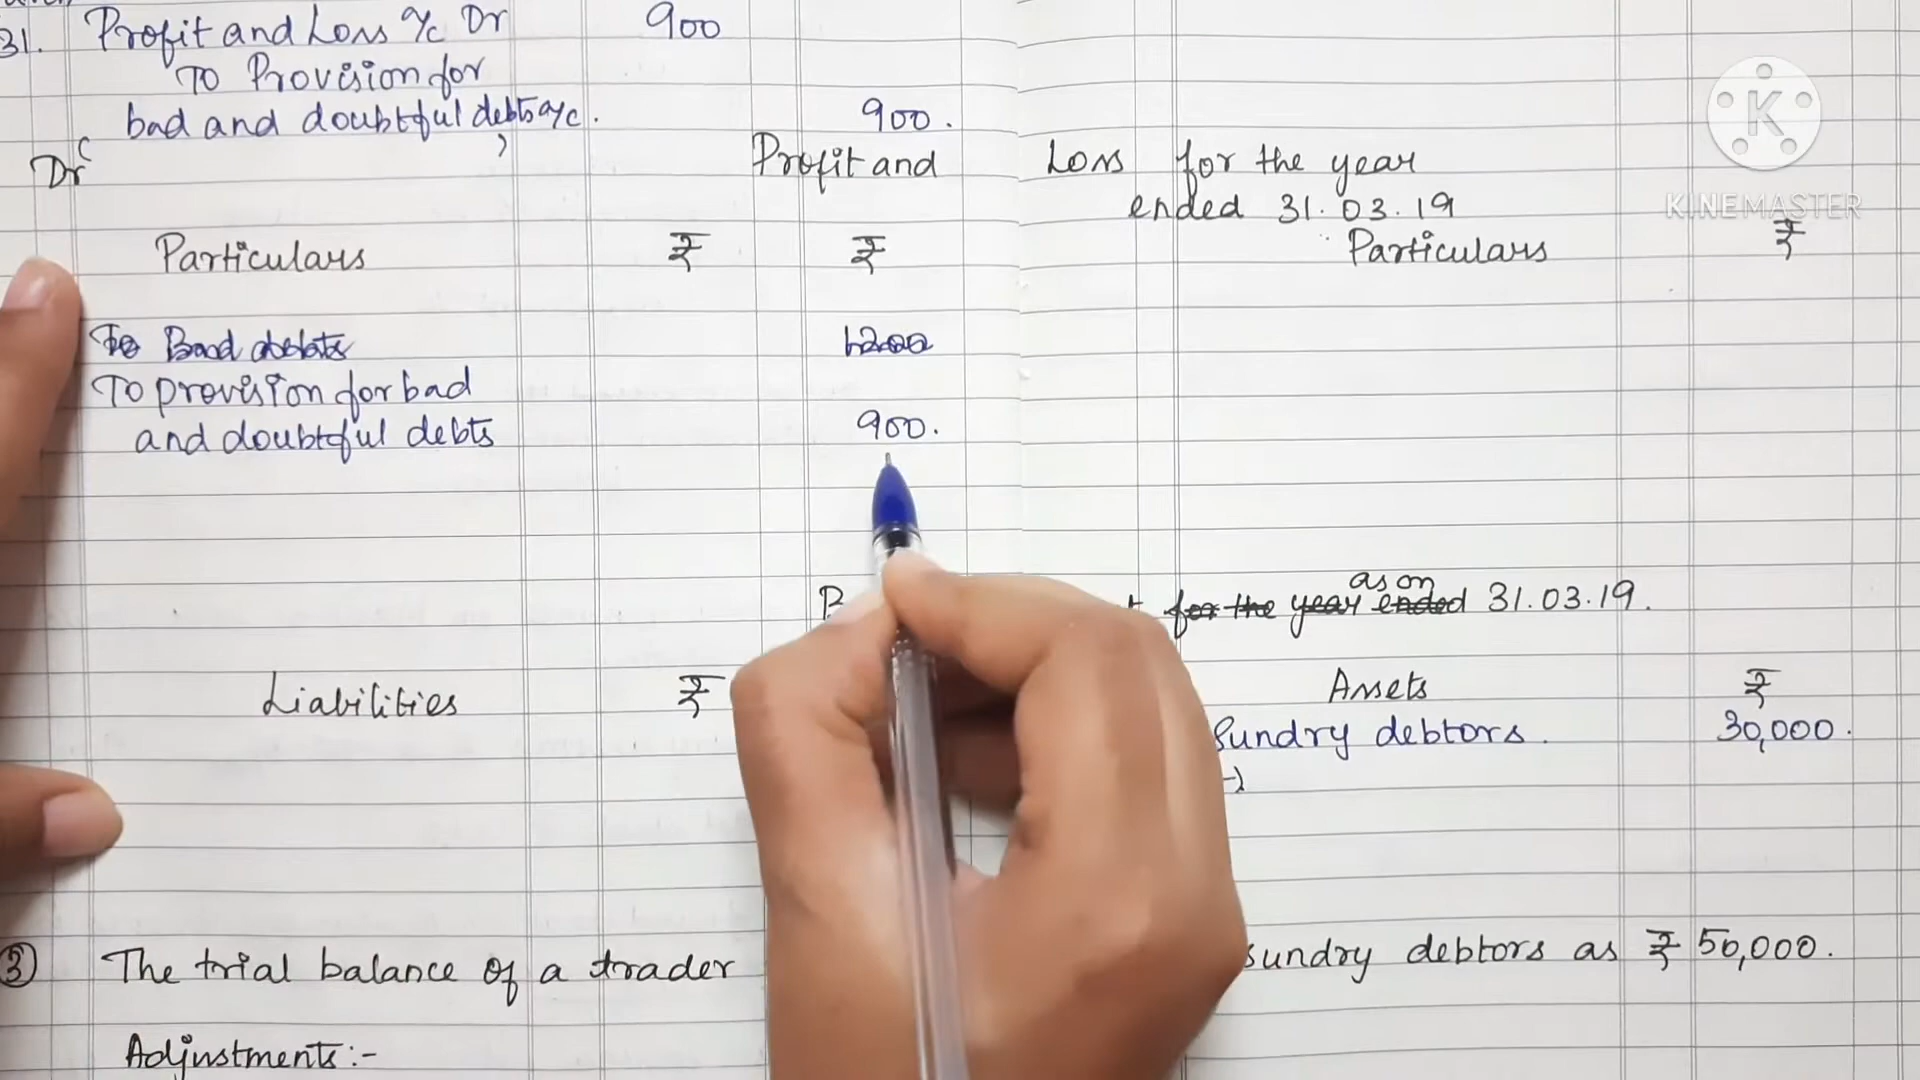 31. Profit and Loss a/c Dr 900
To Provision for
bad and doubtful debts a/c. 900.
Dr Profit and Loss for the year
ended 31.03.19
Particulars ₹ ₹ Particulars ₹
To Bad debts 1200
To provision for bad
and doubtful debts 900.
as on
for the year ended 31.03.19.
Liabilities ₹ Assets ₹
Sundry debtors. 30,000.
(-)
③ The trial balance of a trader sundry debtors as ₹ 50,000.
Adjustments:-
K
KINEMASTER